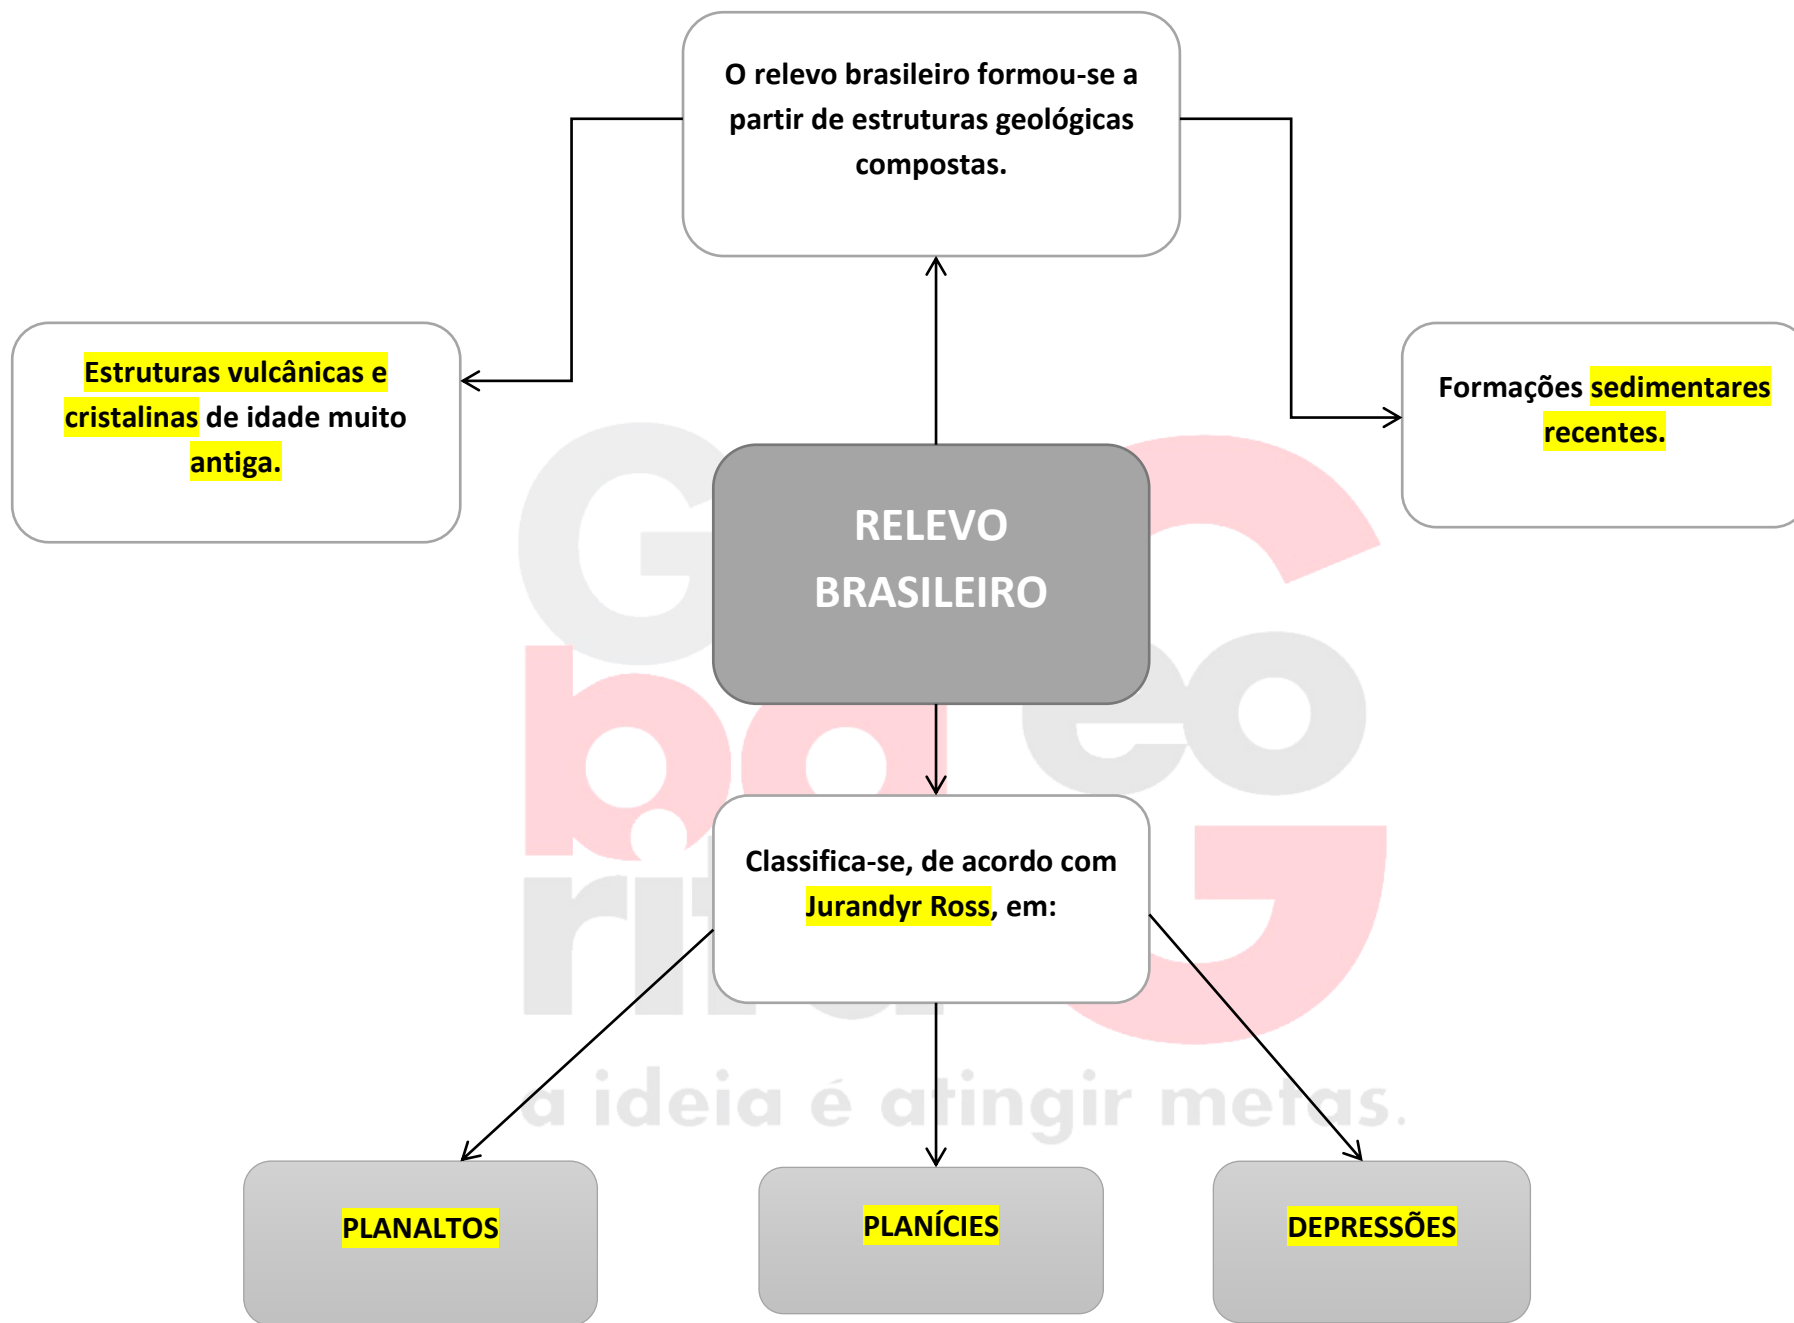 O relevo brasileiro formou-se a
partir de estruturas geológicas
compostas.
Estruturas vulcânicas e
cristalinas de idade muito
antiga.
Formações sedimentares
recentes.
RELEVO
BRASILEIRO
Classifica-se, de acordo com
Jurandyr Ross, em:
a ideia é atingir metas.
PLANALTOS
PLANÍCIES
DEPRESSÕES